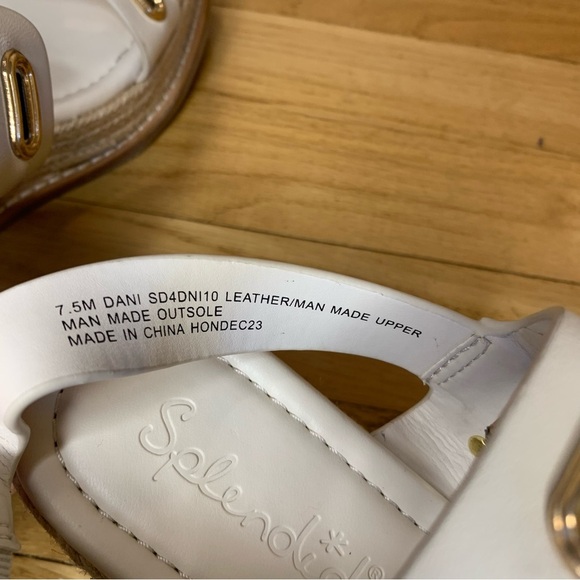 7.5M DANI SD4DNI10 LEATHER/MAN MADE UPPER
MAN MADE OUTSOLE
MADE IN CHINA HONDEC23
Splendid®